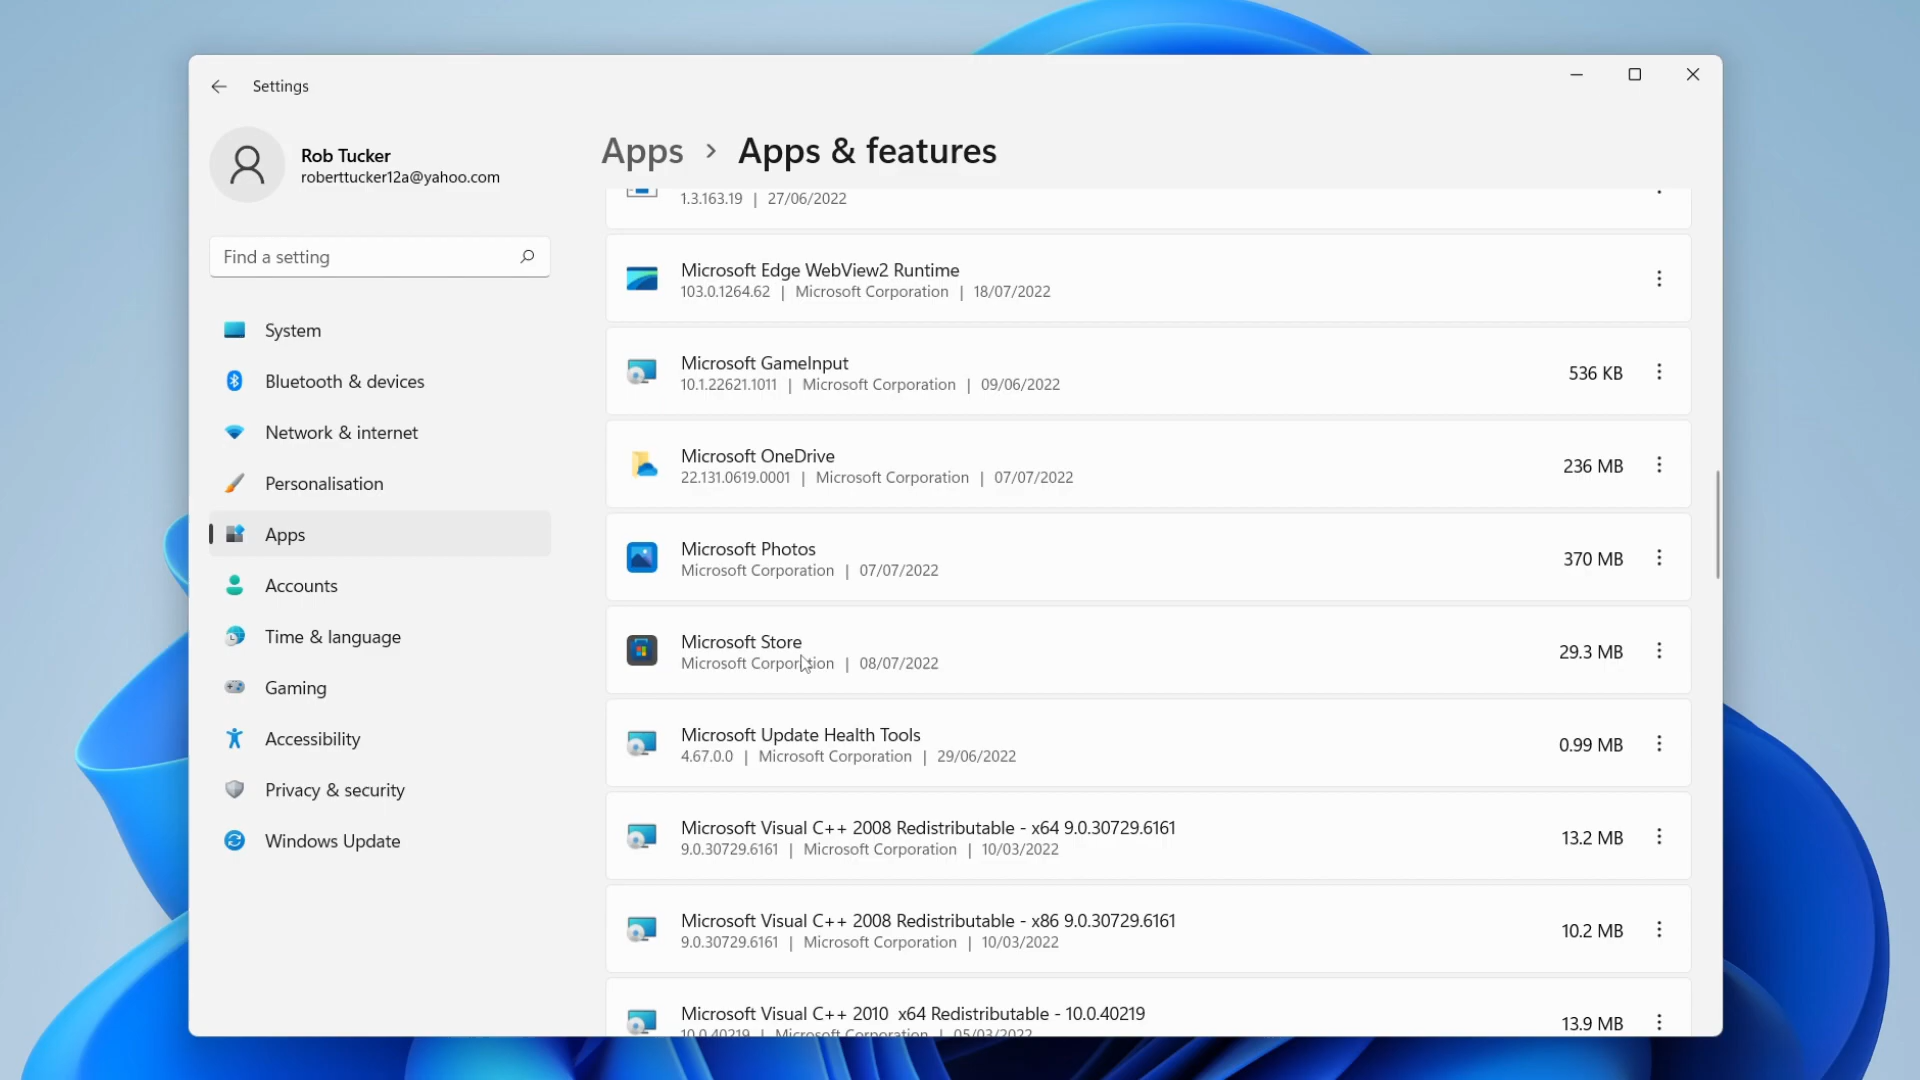 Settings
Rob Tucker
roberttucker12a@yahoo.com
Find a setting
System
Bluetooth & devices
Network & internet
Personalisation
Apps
Accounts
Time & language
Gaming
Accessibility
Privacy & security
Windows Update
Apps > Apps & features
1.3.163.19 | 27/06/2022
Microsoft Edge WebView2 Runtime
103.0.1264.62 | Microsoft Corporation | 18/07/2022
Microsoft GameInput
10.1.22621.1011 | Microsoft Corporation | 09/06/2022
536 KB
Microsoft OneDrive
22.131.0619.0001 | Microsoft Corporation | 07/07/2022
236 MB
Microsoft Photos
Microsoft Corporation | 07/07/2022
370 MB
Microsoft Store
Microsoft Corporation | 08/07/2022
29.3 MB
Microsoft Update Health Tools
4.67.0.0 | Microsoft Corporation | 29/06/2022
0.99 MB
Microsoft Visual C++ 2008 Redistributable - x64 9.0.30729.6161
9.0.30729.6161 | Microsoft Corporation | 10/03/2022
13.2 MB
Microsoft Visual C++ 2008 Redistributable - x86 9.0.30729.6161
9.0.30729.6161 | Microsoft Corporation | 10/03/2022
10.2 MB
Microsoft Visual C++ 2010  x64 Redistributable - 10.0.40219
10.0.40219 | Microsoft Corporation | 05/03/2022
13.9 MB